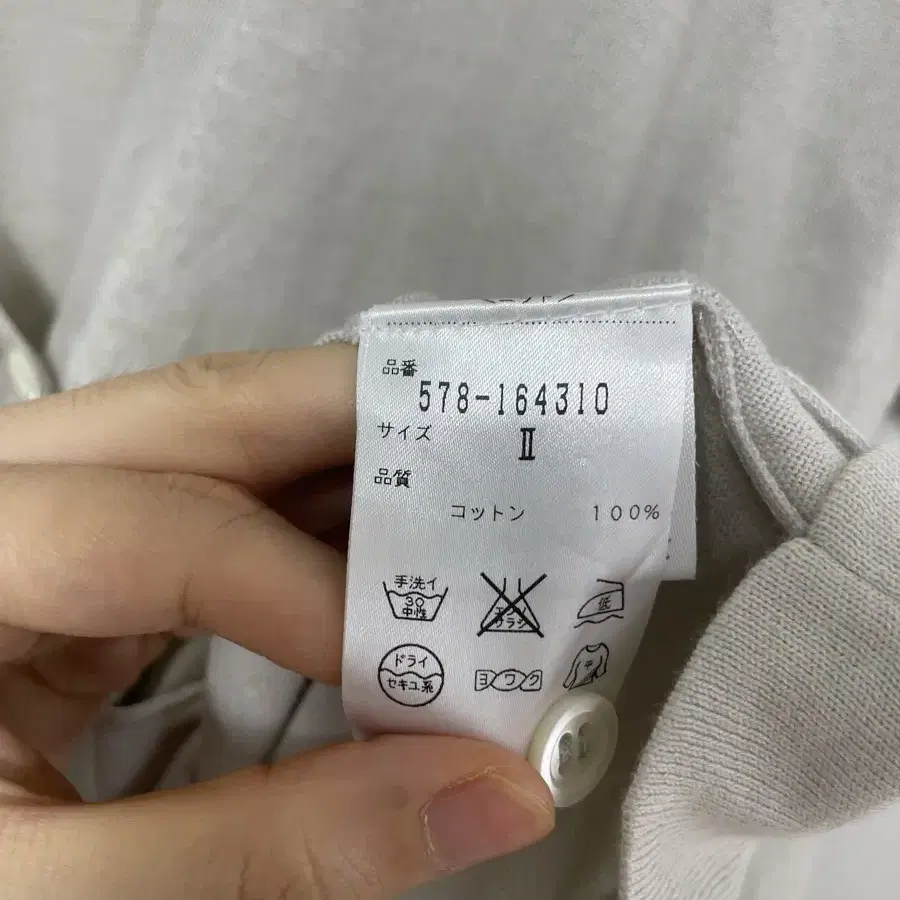 品番
578-164310
サイズ
Ⅱ
品質
コットン 100%
手洗イ
30
中性
低
ドライ
セキユ系
ヨワク